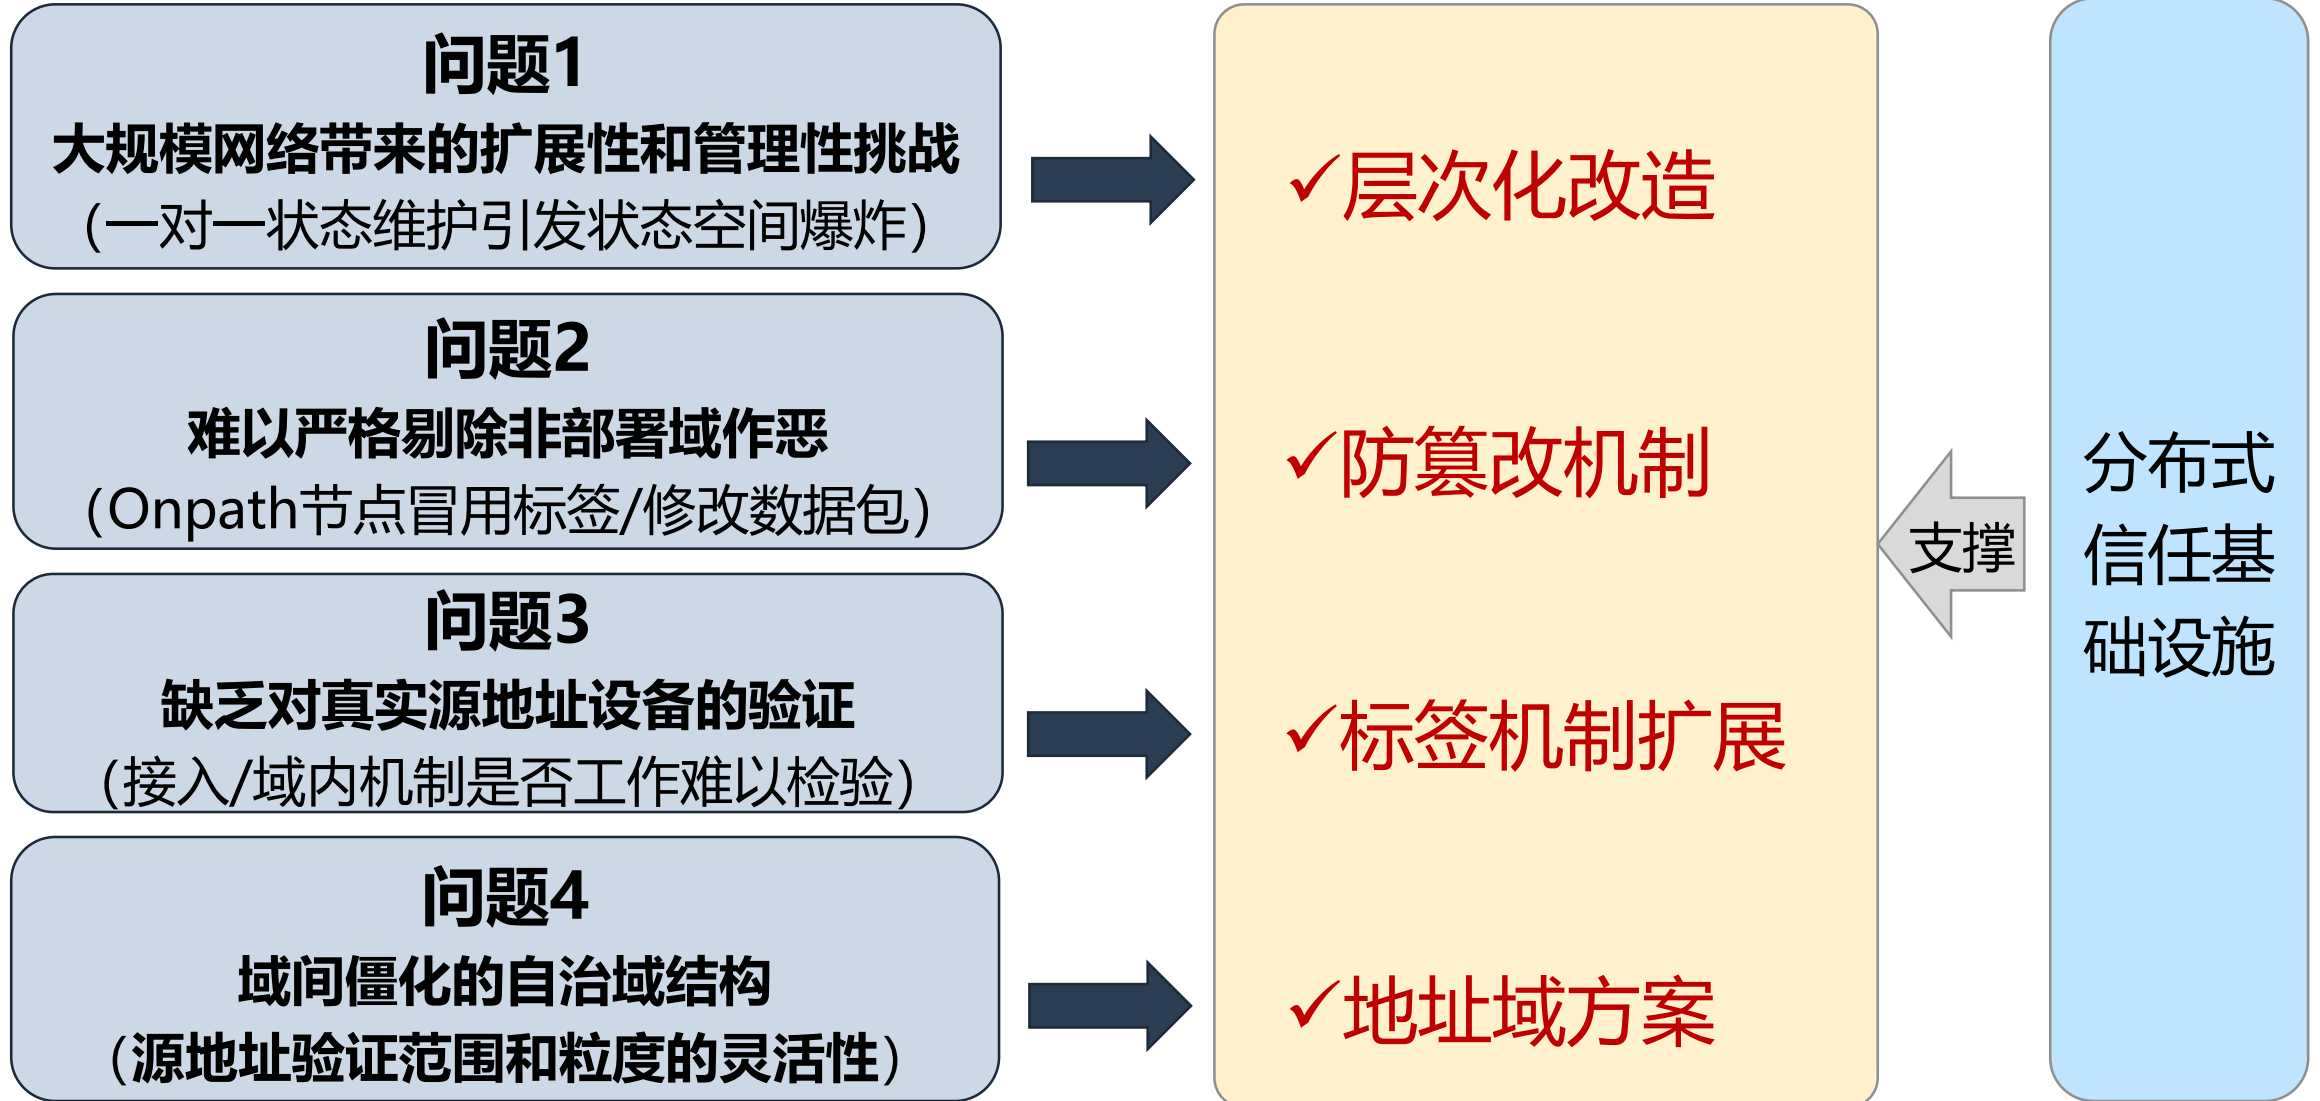 问题1
大规模网络带来的扩展性和管理性挑战
（一对一状态维护引发状态空间爆炸）
问题2
难以严格剔除非部署域作恶
（Onpath节点冒用标签/修改数据包）
问题3
缺乏对真实源地址设备的验证
（接入/域内机制是否工作难以检验）
问题4
域间僵化的自治域结构
（源地址验证范围和粒度的灵活性）
✓层次化改造
✓防篡改机制
✓标签机制扩展
✓地址域方案
支撑
分布式
信任基
础设施